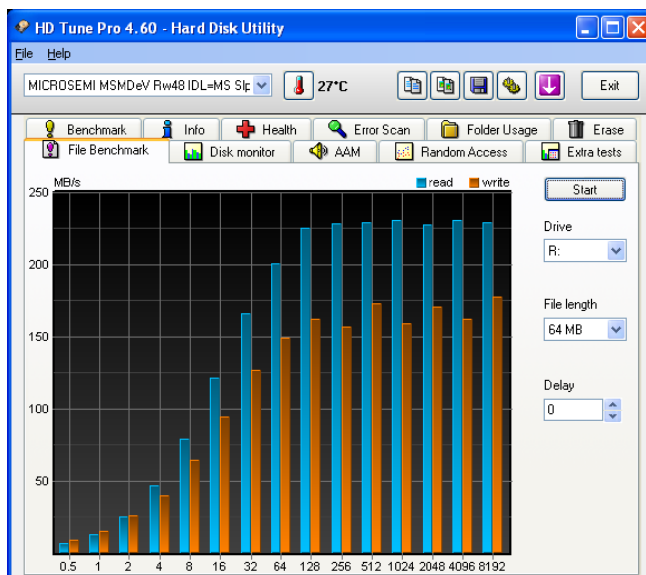 HD Tune Pro 4.60 - Hard Disk Utility
File Help
MICROSEMI MSMDeV Rw48 IDL=MS Slp 27°C Exit
Benchmark Info Health Error Scan Folder Usage Erase
File Benchmark Disk monitor AAM Random Access Extra tests
MB/s read write Start
250
Drive
R:
200
File length
150 64 MB
Delay
100 0
50
0.5 1 2 4 8 16 32 64 128 256 512 1024 2048 4096 8192